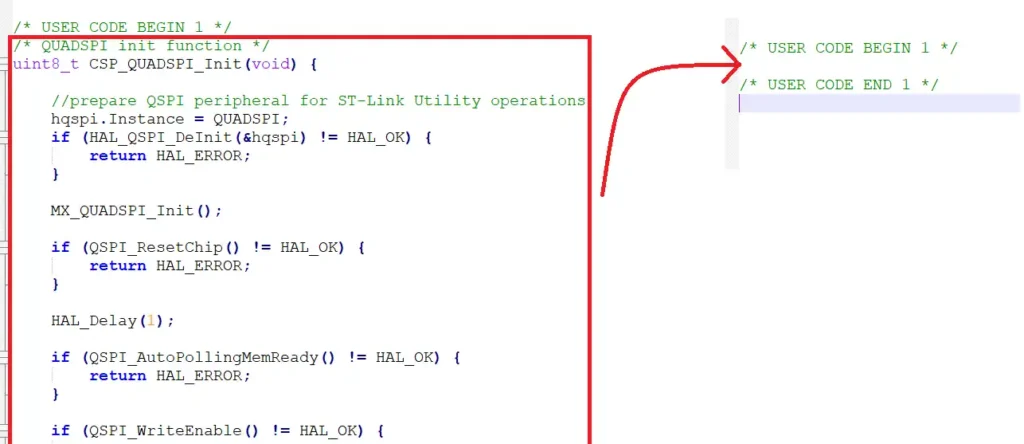 /* USER CODE BEGIN 1 */
/* QUADSPI init function */
uint8_t CSP_QUADSPI_Init(void) {
//prepare QSPI peripheral for ST-Link Utility operations
hqspi.Instance = QUADSPI;
if (HAL_QSPI_DeInit(&hqspi) != HAL_OK) {
return HAL_ERROR;
}
MX_QUADSPI_Init();
if (QSPI_ResetChip() != HAL_OK) {
return HAL_ERROR;
}
HAL_Delay(1);
if (QSPI_AutoPollingMemReady() != HAL_OK) {
return HAL_ERROR;
}
if (QSPI_WriteEnable() != HAL_OK) {
/* USER CODE BEGIN 1 */
/* USER CODE END 1 */